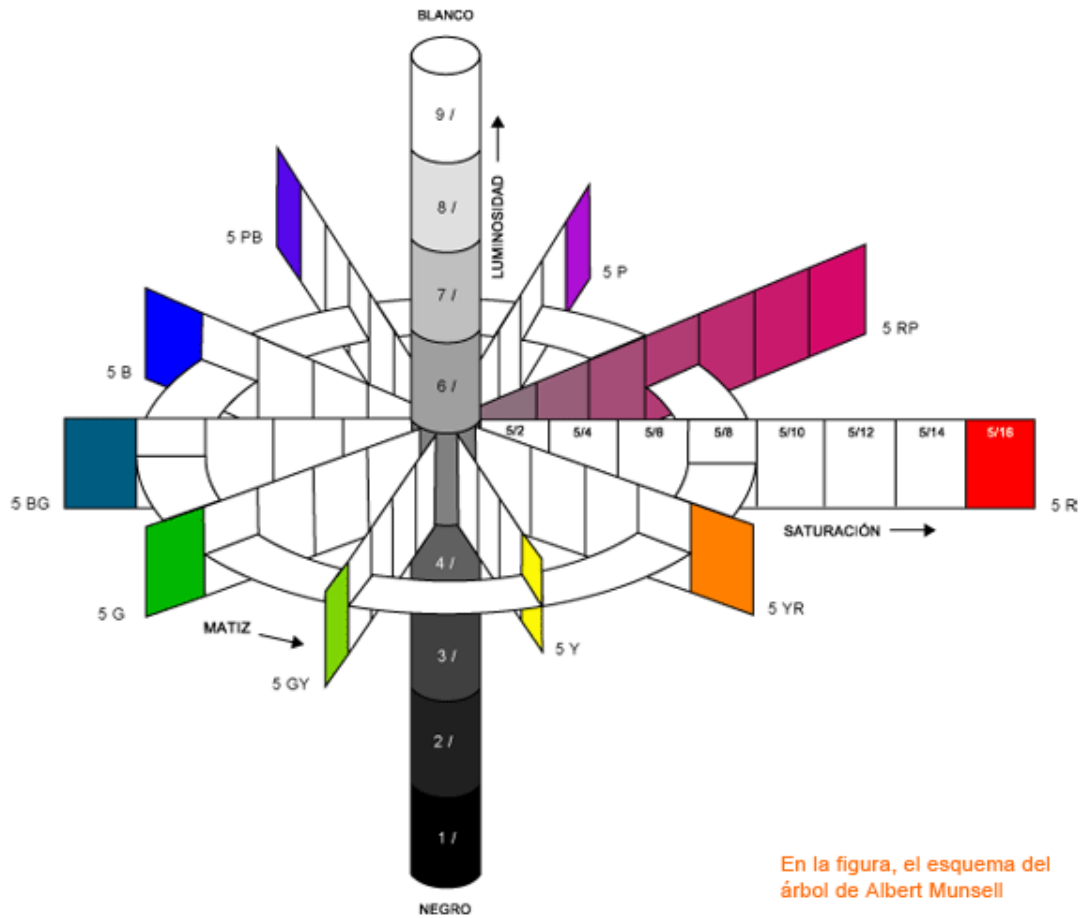 BLANCO
9 /
8 /
LUMINOSIDAD
5 PB
5 P
7 /
5 RP
5 B
6 /
5/2 5/4 5/6 5/8 5/10 5/12 5/14 5/16
5 BG
5 R
SATURACIÓN
4 /
5 G
5 YR
MATIZ
5 Y
3 /
5 GY
2 /
1 /
En la figura, el esquema del
árbol de Albert Munsell
NEGRO